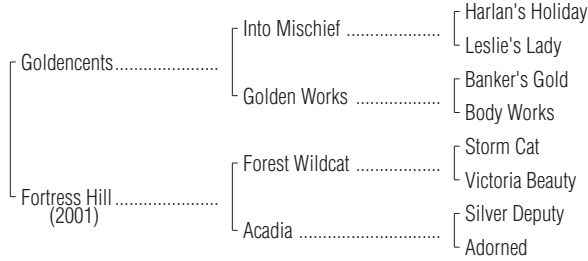 Harlan's Holiday
Into Mischief
Leslie's Lady
Goldencents
Banker's Gold
Golden Works
Body Works
Storm Cat
Forest Wildcat
Victoria Beauty
Fortress Hill
(2001)
Silver Deputy
Acadia
Adorned